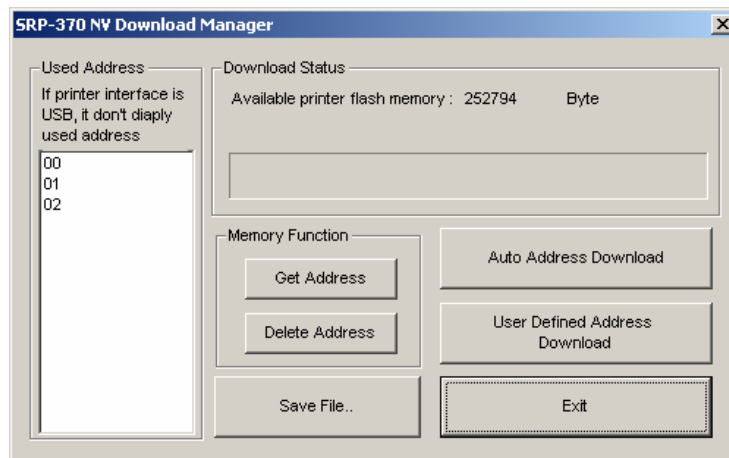 SRP-370 NV Download Manager
Used Address
If printer interface is
USB, it don't diaply
used address
00
01
02
Download Status
Available printer flash memory : 252794 Byte
Memory Function
Get Address
Delete Address
Auto Address Download
User Defined Address
Download
Save File..
Exit